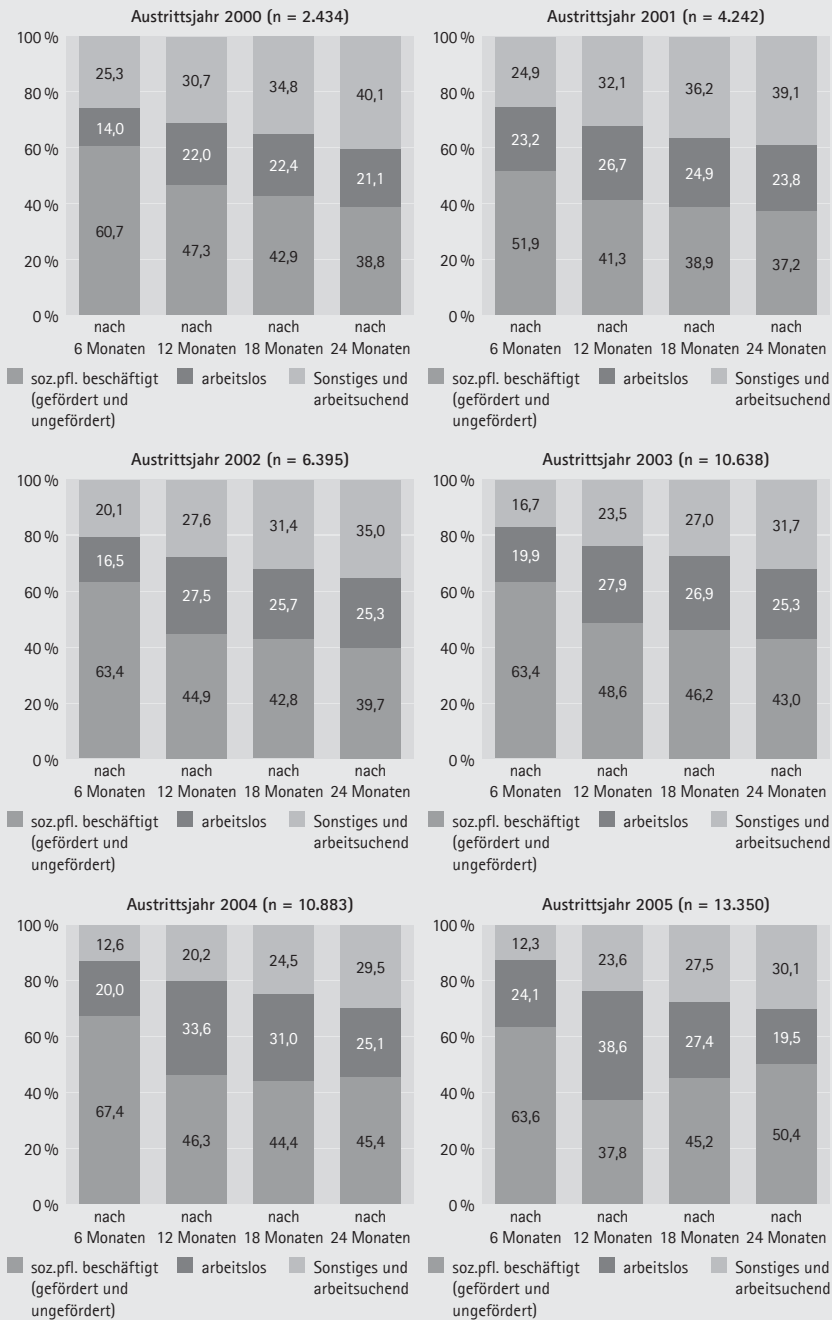 Austrittsjahr 2000 (n = 2.434)
100 %
80 %
60 %
40 %
20 %
0 %
25,3
30,7
34,8
40,1
14,0
22,0
22,4
21,1
60,7
47,3
42,9
38,8
nach
6 Monaten
nach
12 Monaten
nach
18 Monaten
nach
24 Monaten
soz.pfl. beschäftigt
(gefördert und
ungefördert)
arbeitslos
Sonstiges und
arbeitsuchend
Austrittsjahr 2001 (n = 4.242)
100 %
80 %
60 %
40 %
20 %
0 %
24,9
32,1
36,2
39,1
23,2
26,7
24,9
23,8
51,9
41,3
38,9
37,2
nach
6 Monaten
nach
12 Monaten
nach
18 Monaten
nach
24 Monaten
soz.pfl. beschäftigt
(gefördert und
ungefördert)
arbeitslos
Sonstiges und
arbeitsuchend
Austrittsjahr 2002 (n = 6.395)
100 %
80 %
60 %
40 %
20 %
0 %
20,1
27,6
31,4
35,0
16,5
27,5
25,7
25,3
63,4
44,9
42,8
39,7
nach
6 Monaten
nach
12 Monaten
nach
18 Monaten
nach
24 Monaten
soz.pfl. beschäftigt
(gefördert und
ungefördert)
arbeitslos
Sonstiges und
arbeitsuchend
Austrittsjahr 2003 (n = 10.638)
100 %
80 %
60 %
40 %
20 %
0 %
16,7
23,5
27,0
31,7
19,9
27,9
26,9
25,3
63,4
48,6
46,2
43,0
nach
6 Monaten
nach
12 Monaten
nach
18 Monaten
nach
24 Monaten
soz.pfl. beschäftigt
(gefördert und
ungefördert)
arbeitslos
Sonstiges und
arbeitsuchend
Austrittsjahr 2004 (n = 10.883)
100 %
80 %
60 %
40 %
20 %
0 %
12,6
20,2
24,5
29,5
20,0
33,6
31,0
25,1
67,4
46,3
44,4
45,4
nach
6 Monaten
nach
12 Monaten
nach
18 Monaten
nach
24 Monaten
soz.pfl. beschäftigt
(gefördert und
ungefördert)
arbeitslos
Sonstiges und
arbeitsuchend
Austrittsjahr 2005 (n = 13.350)
100 %
80 %
60 %
40 %
20 %
0 %
12,3
23,6
27,5
30,1
24,1
38,6
27,4
19,5
63,6
37,8
45,2
50,4
nach
6 Monaten
nach
12 Monaten
nach
18 Monaten
nach
24 Monaten
soz.pfl. beschäftigt
(gefördert und
ungefördert)
arbeitslos
Sonstiges und
arbeitsuchend